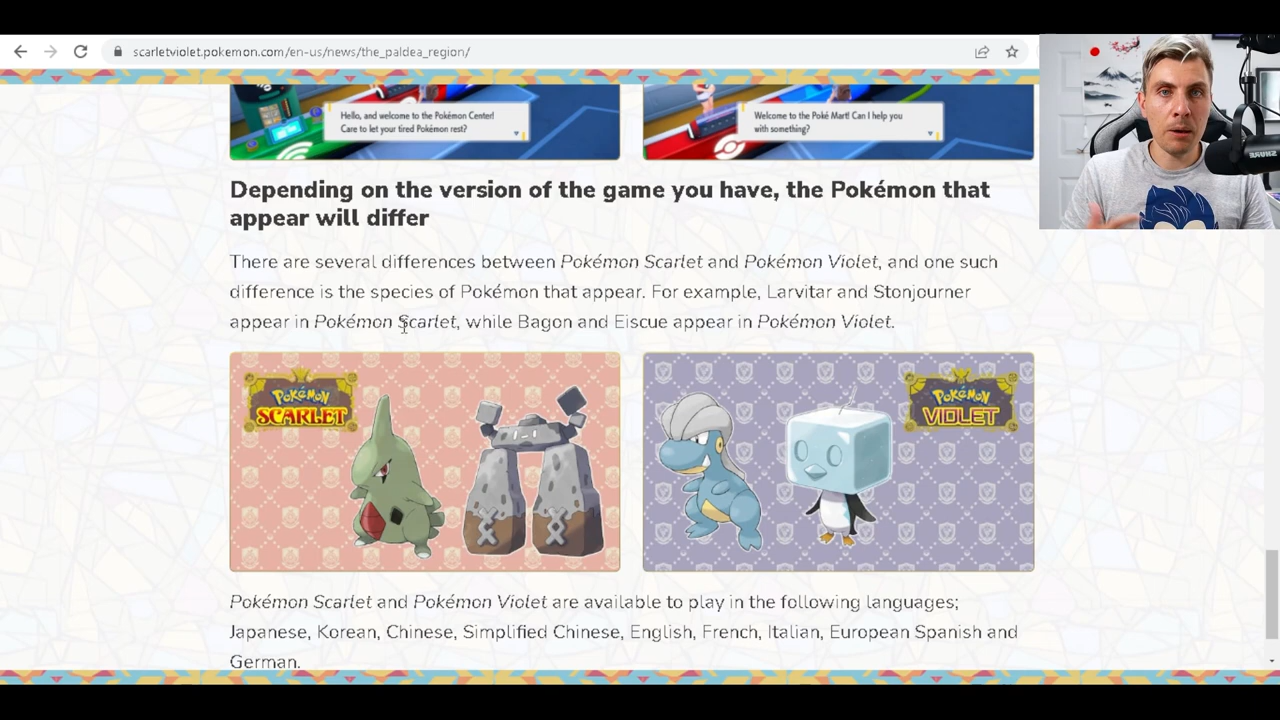 scarletviolet.pokemon.com/en-us/news/the_paldea_region/
Hello, and welcome to the Pokémon Center!
Care to let your tired Pokémon rest?
Welcome to the Poké Mart! Can I help you
with something?
SHURE
Depending on the version of the game you have, the Pokémon that
appear will differ
There are several differences between Pokémon Scarlet and Pokémon Violet, and one such
difference is the species of Pokémon that appear. For example, Larvitar and Stonjourner
appear in Pokémon Scarlet, while Bagon and Eiscue appear in Pokémon Violet.
Pokémon
SCARLET
Pokémon
VIOLET
Pokémon Scarlet and Pokémon Violet are available to play in the following languages;
Japanese, Korean, Chinese, Simplified Chinese, English, French, Italian, European Spanish and
German.